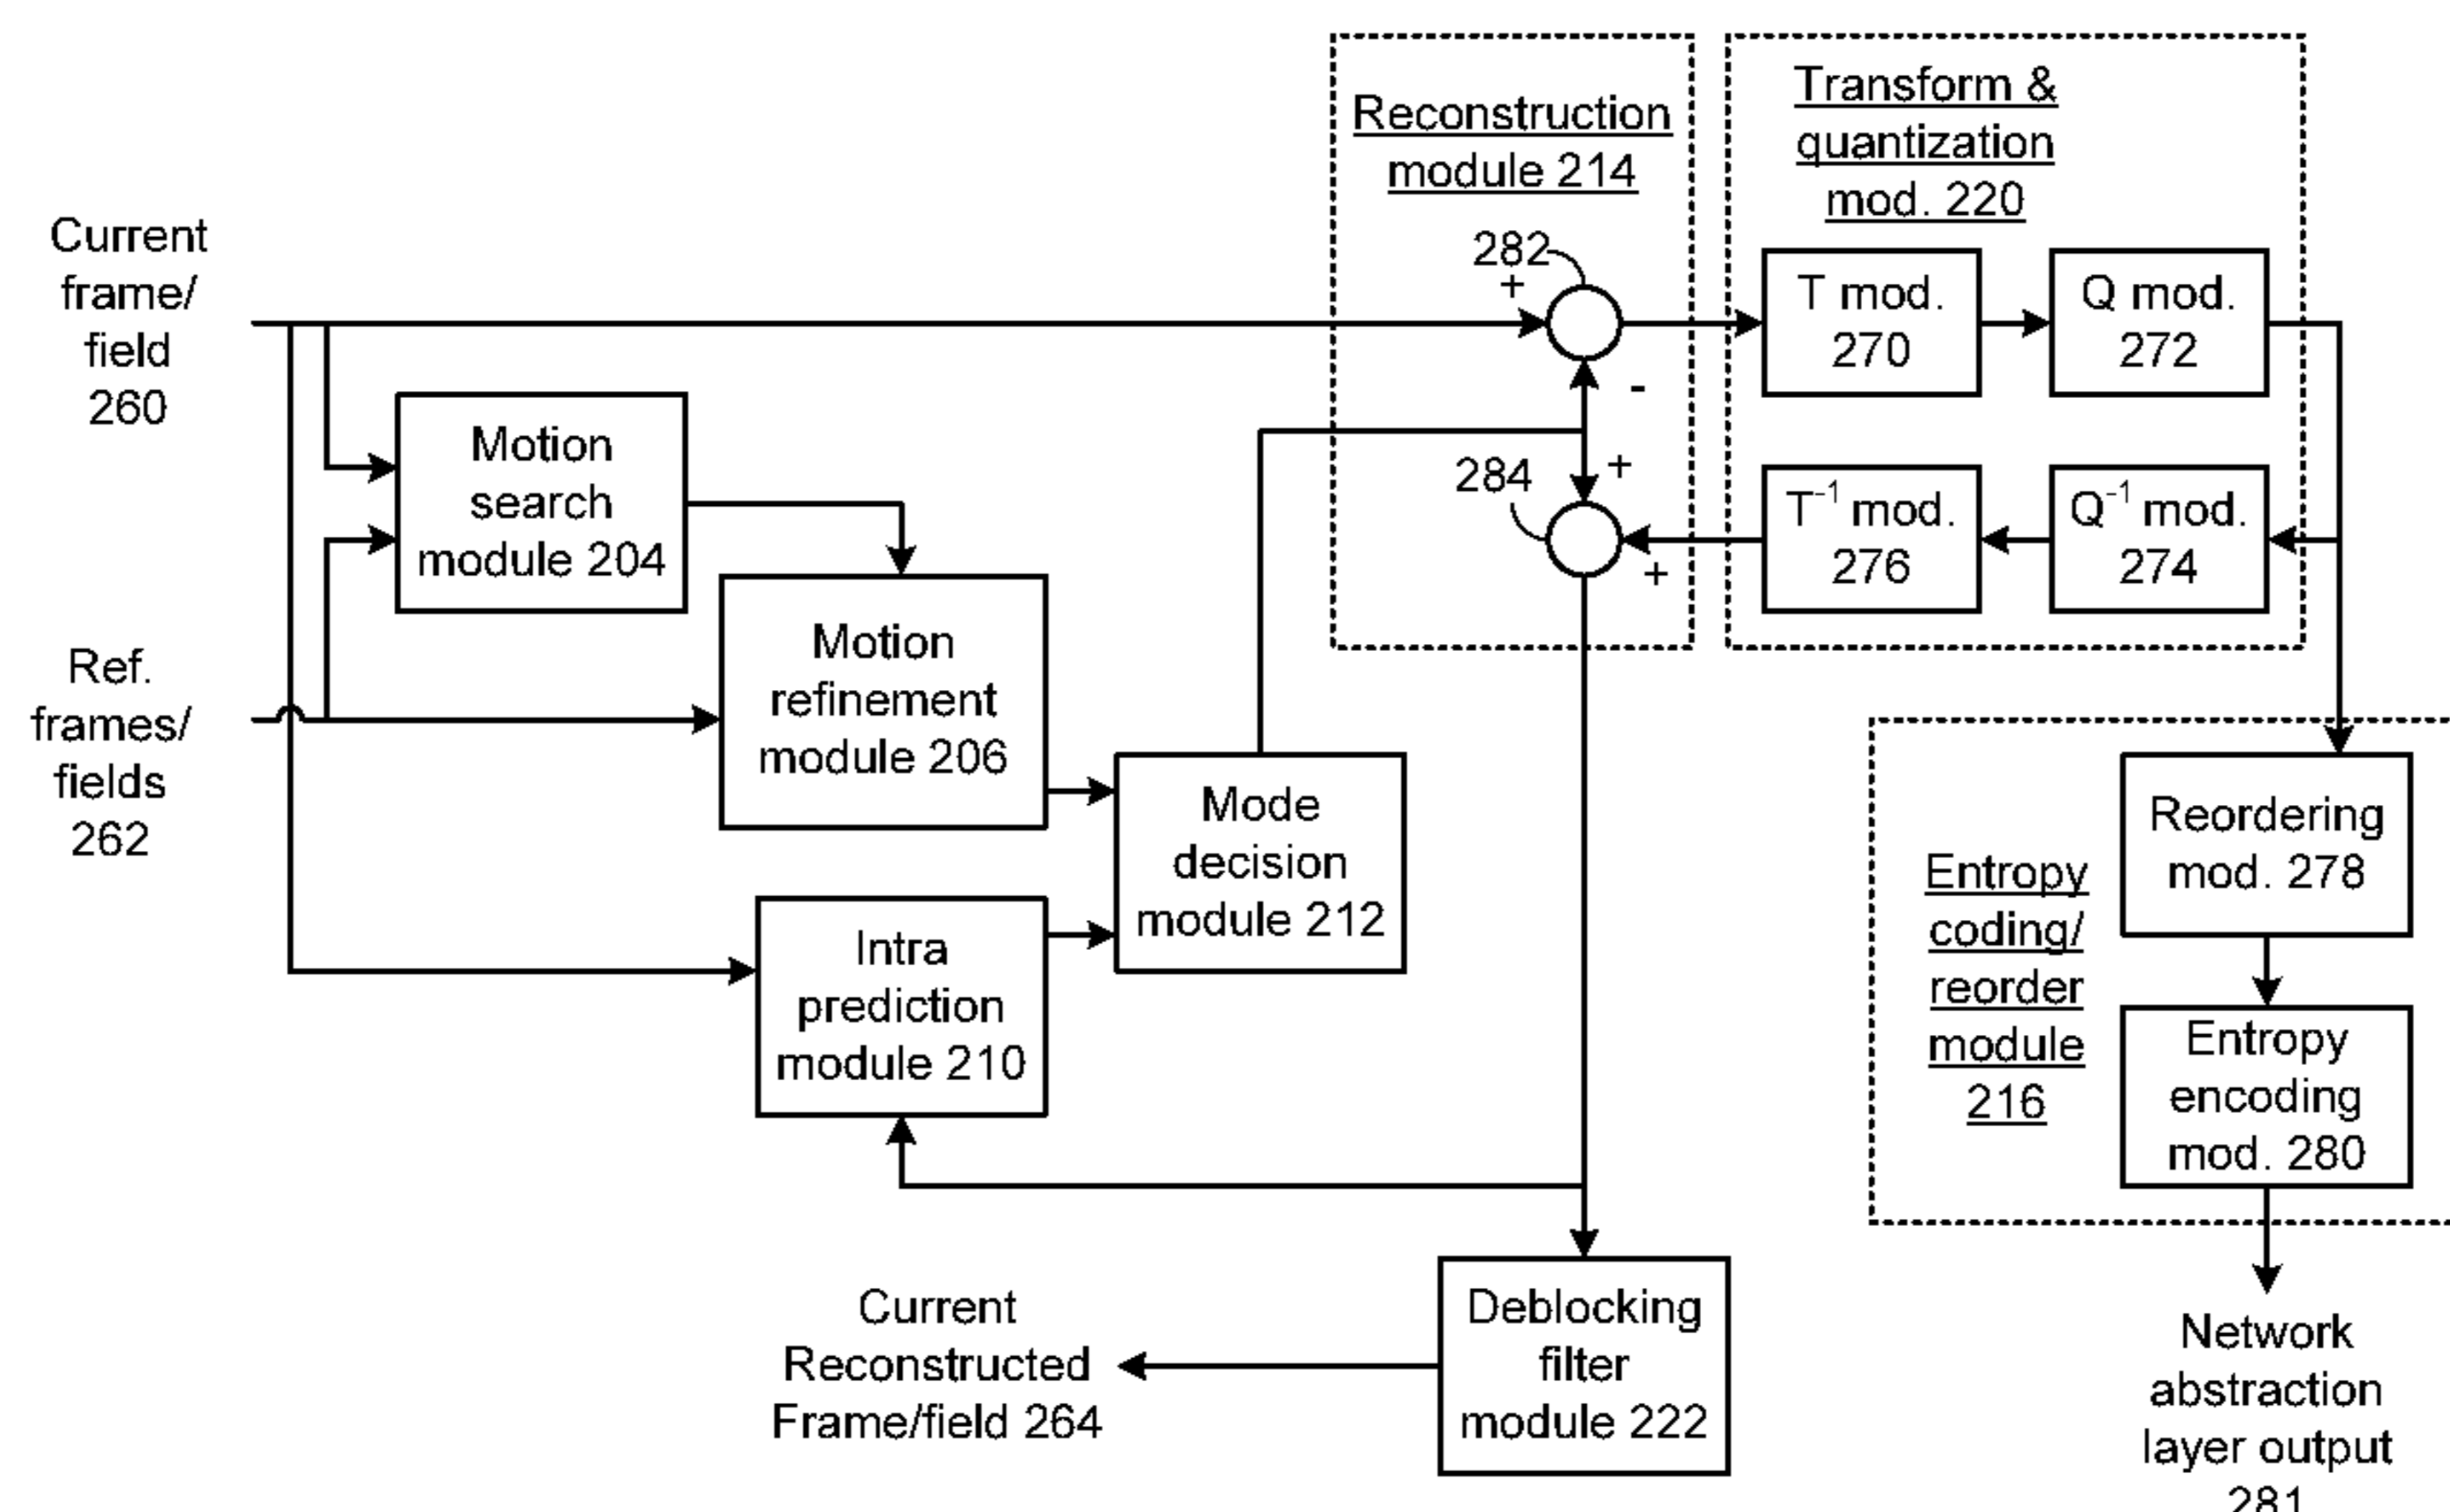 Current
frame/
field
260
Ref.
frames/
fields
262
Motion
search
module 204
Motion
refinement
module 206
Intra
prediction
module 210
Mode
decision
module 212
Reconstruction
module 214
282
+
-
284
+
+
Transform &
quantization
mod. 220
T mod.
270
Q mod.
272
T-1 mod.
276
Q-1 mod.
274
Entropy
coding/
reorder
module
216
Reordering
mod. 278
Entropy
encoding
mod. 280
Network
abstraction
layer output
281
Deblocking
filter
module 222
Current
Reconstructed
Frame/field 264